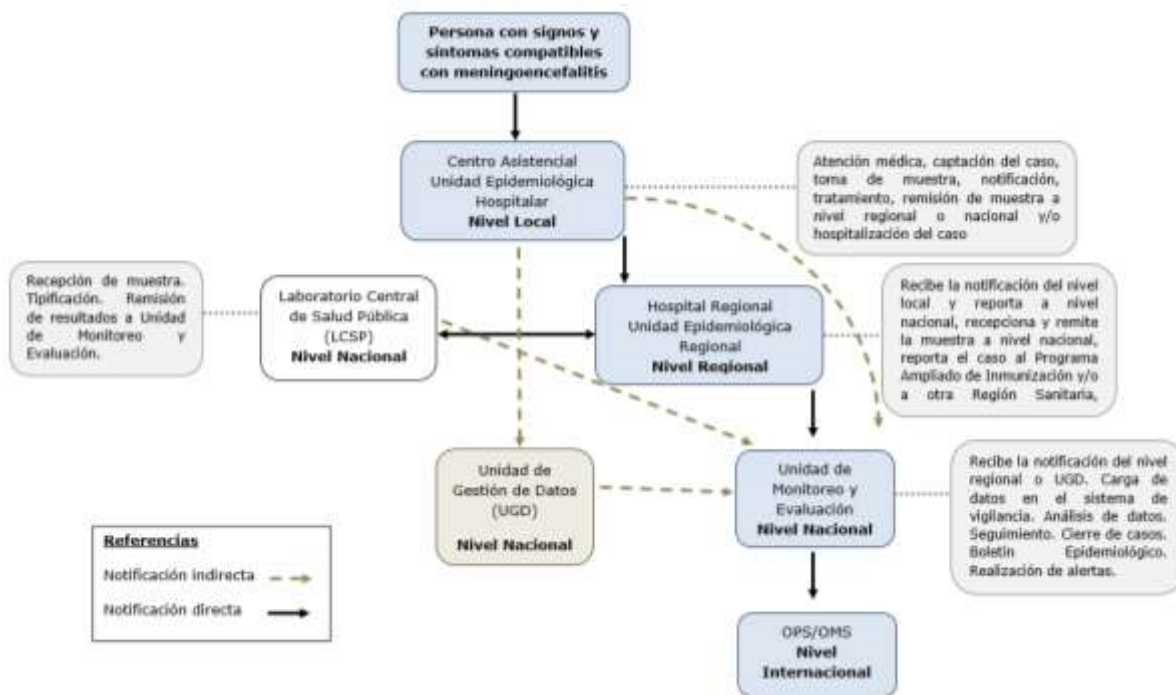 Persona con signos y
síntomas compatibles
con meningoencefalitis
Centro Asistencial
Unidad Epidemiológica
Hospitalar
Nivel Local
Atención médica, captación del caso,
toma de muestra, notificación,
tratamiento, remisión de muestra a
nivel regional o nacional y/o
hospitalización del caso
Recepción de muestra.
Tipificación. Remisión
de resultados a Unidad
de Monitoreo y
Evaluación.
Laboratorio Central
de Salud Pública
(LCSP)
Nivel Nacional
Hospital Regional
Unidad Epidemiológica
Regional
Nivel Regional
Recibe la notificación del nivel
local y reporta a nivel
nacional, recepciona y remite
la muestra a nivel nacional,
reporta el caso al Programa
Ampliado de Inmunización y/o
a otra Región Sanitaria,
Unidad de
Gestión de Datos
(UGD)
Nivel Nacional
Unidad de
Monitoreo y
Evaluación
Nivel Nacional
Recibe la notificación del nivel
regional o UGD. Carga de
datos en el sistema de
vigilancia. Análisis de datos.
Seguimiento. Cierre de casos.
Boletín Epidemiológico.
Realización de alertas.
Referencias
Notificación indirecta
Notificación directa
OPS/OMS
Nivel
Internacional